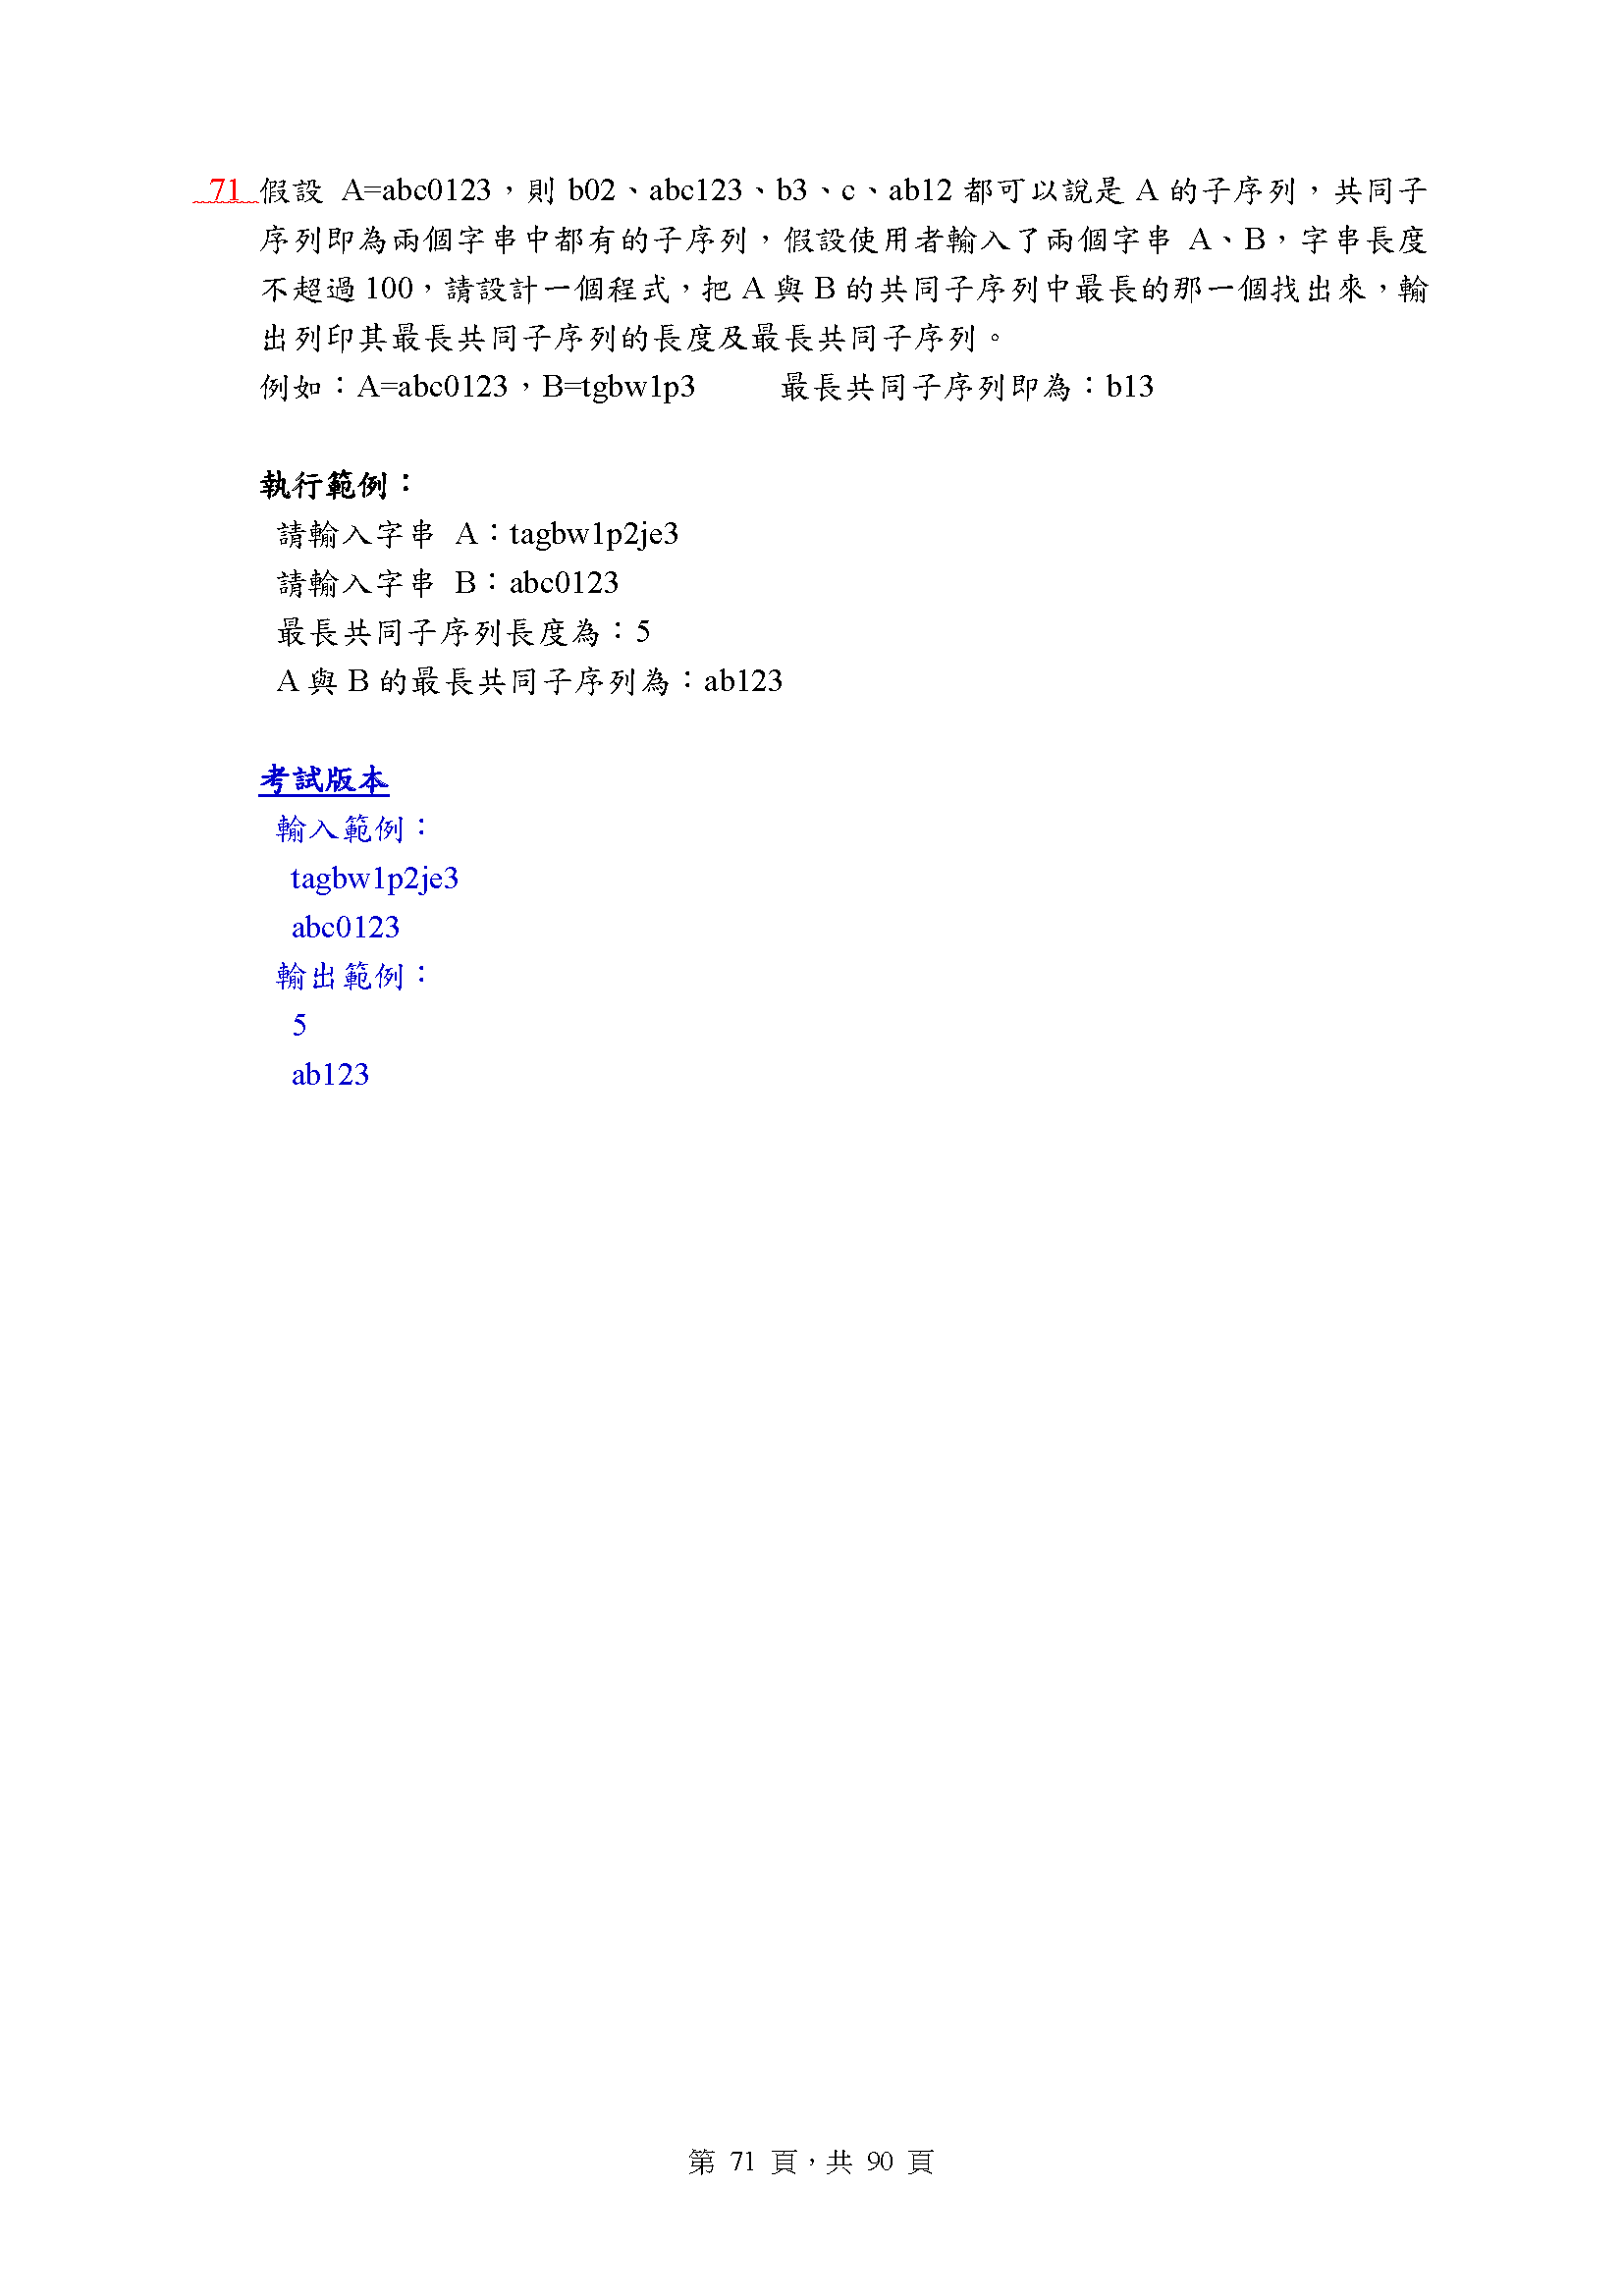 71 假設 A=abc0123，則 b02、abc123、b3、c、ab12 都可以說是 A 的子序列，共同子
序列即為兩個字串中都有的子序列，假設使用者輸入了兩個字串 A、B，字串長度
不超過 100，請設計一個程式，把 A 與 B 的共同子序列中最長的那一個找出來，輸
出列印其最長共同子序列的長度及最長共同子序列。
例如：A=abc0123，B=tgbw1p3 最長共同子序列即為：b13
執行範例：
請輸入字串 A：tagbw1p2je3
請輸入字串 B：abc0123
最長共同子序列長度為：5
A 與 B 的最長共同子序列為：ab123
考試版本
輸入範例：
tagbw1p2je3
abc0123
輸出範例：
5
ab123
第 71 頁，共 90 頁